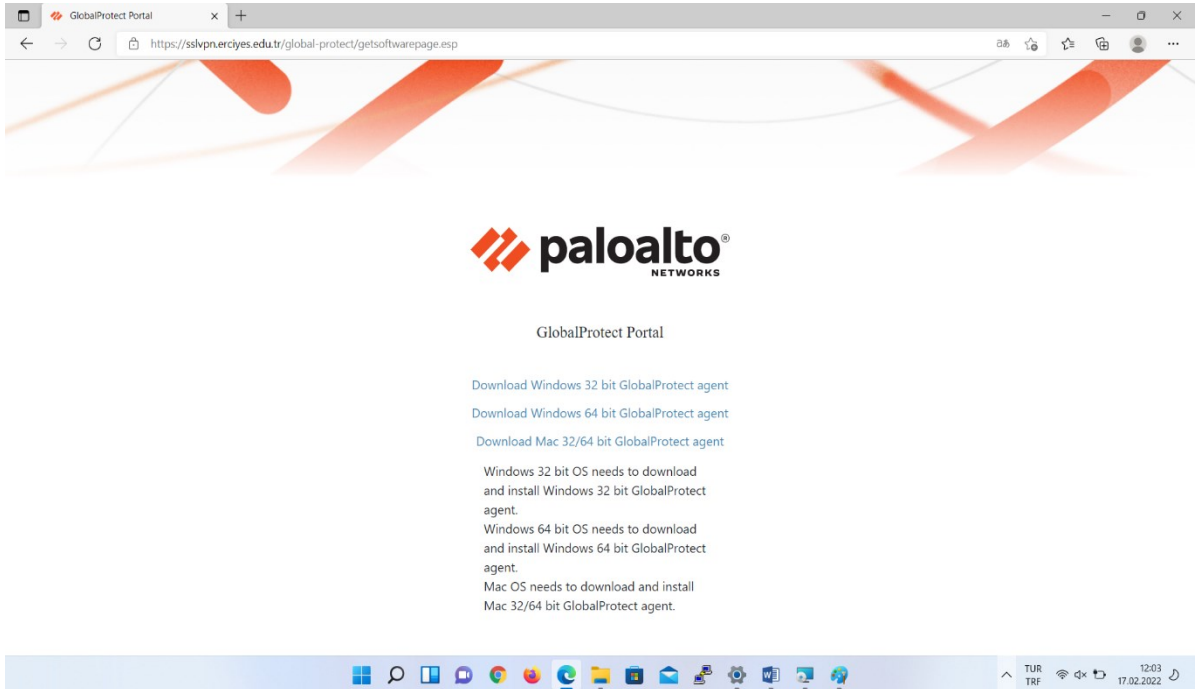 GlobalProtect Portal
https://sslvpn.erciyes.edu.tr/global-protect/getsoftwarepage.esp
paloalto®
NETWORKS
GlobalProtect Portal
Download Windows 32 bit GlobalProtect agent
Download Windows 64 bit GlobalProtect agent
Download Mac 32/64 bit GlobalProtect agent
Windows 32 bit OS needs to download
and install Windows 32 bit GlobalProtect
agent.
Windows 64 bit OS needs to download
and install Windows 64 bit GlobalProtect
agent.
Mac OS needs to download and install
Mac 32/64 bit GlobalProtect agent.
TUR 12:03
TRF 17.02.2022